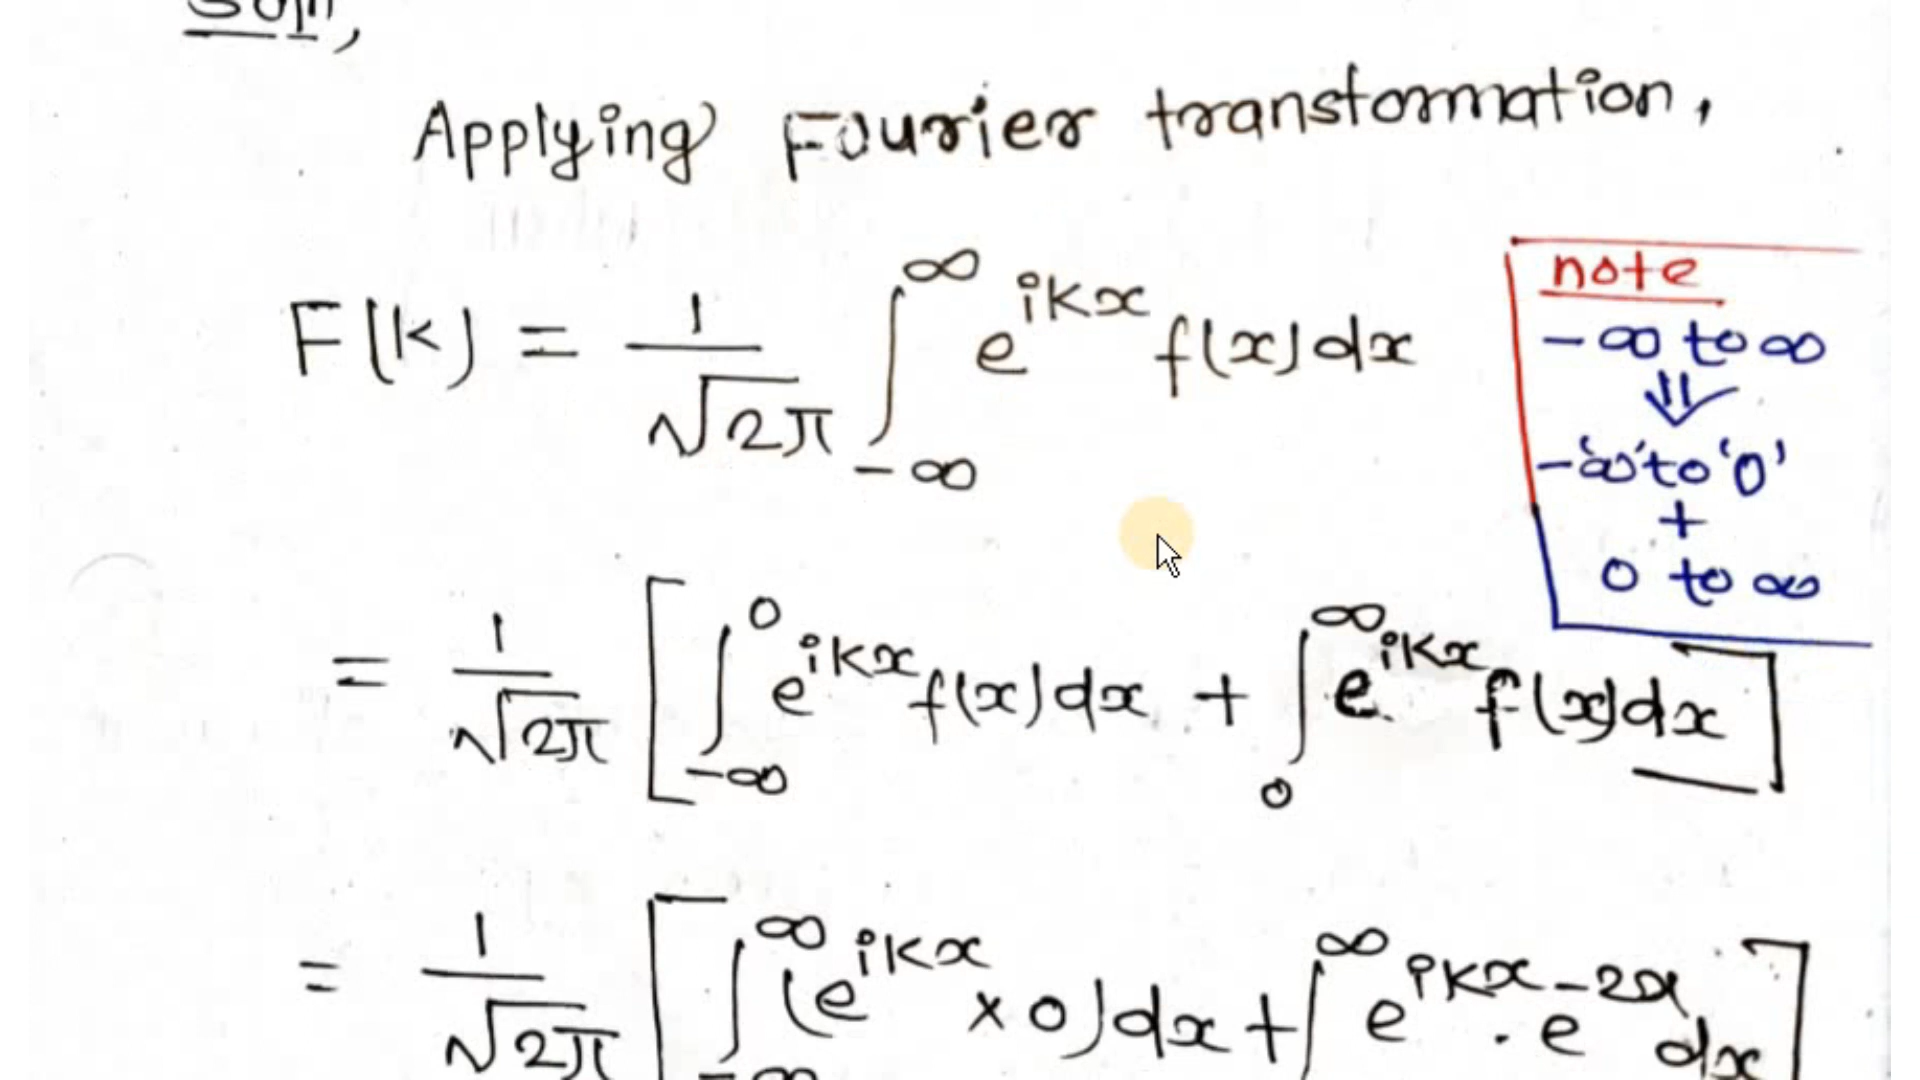 Soln,
Applying Fourier transformation,
F(k) = 1/√2π ∫_{-∞}^{∞} e^{ikx} f(x) dx
note
-∞ to ∞
⇓
-'∞' to '0'
+
0 to ∞
= 1/√2π [ ∫_{-∞}^{0} e^{ikx} f(x) dx + ∫_{0}^{∞} e^{ikx} f(x) dx ]
= 1/√2π [ ∫_{-∞}^{∞} (e^{ikx} × 0) dx + ∫^{∞} e^{ikx} . e^{-2x} dx ]